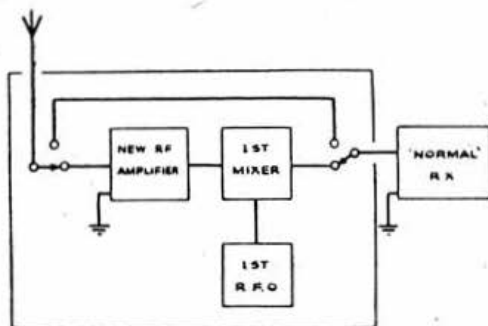 NEW RF
AMPLIFIER
1ST
MIXER
'NORMAL'
RX
1ST
R.F.O